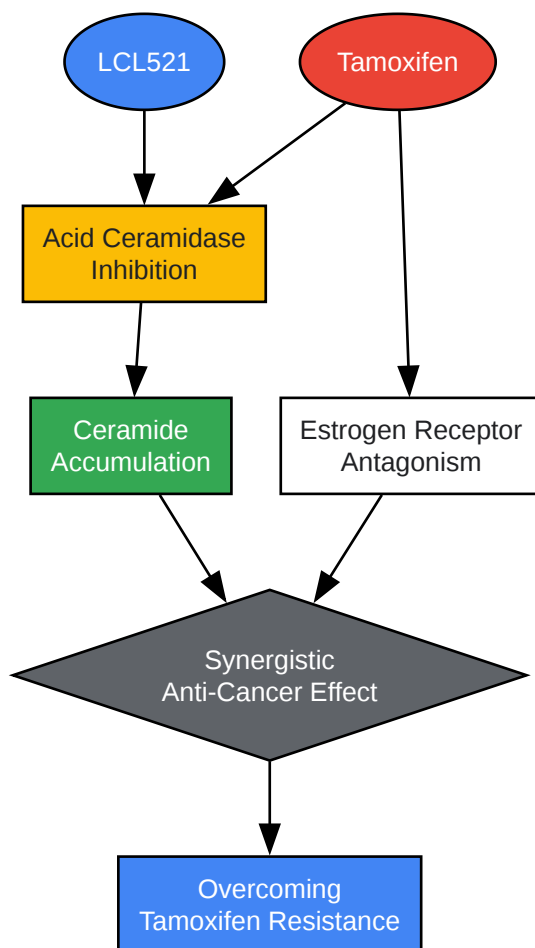 LCL521
Tamoxifen
Acid Ceramidase
Inhibition
Ceramide
Accumulation
Estrogen Receptor
Antagonism
Synergistic
Anti-Cancer Effect
Overcoming
Tamoxifen Resistance